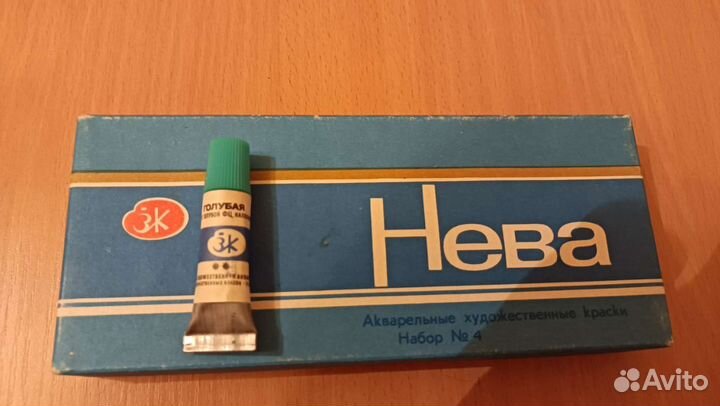 ЗК
Нева
Акварельные художественные краски
Набор № 4
ГОЛУБАЯ
ЗК
Avito